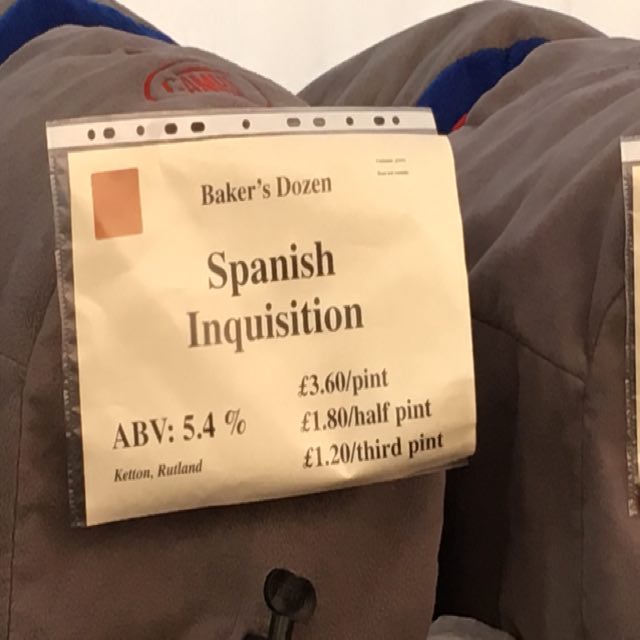 Baker's Dozen
Spanish
Inquisition
£3.60/pint
ABV: 5.4 %
£1.80/half pint
Ketton, Rutland
£1.20/third pint